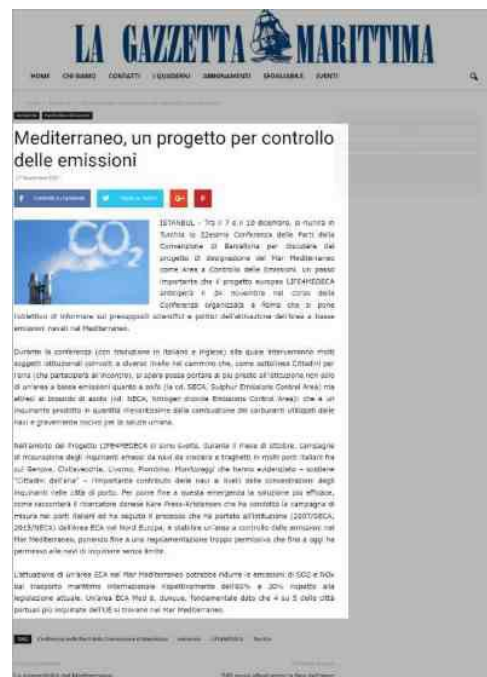 LA GAZZETTA MARITTIMA
HOME CHI SIAMO CONTATTI I QUADERNI ABBONAMENTI SFOGLIABILE EVENTI
Mediterraneo, un progetto per controllo
delle emissioni
CO2
ISTANBUL – Tra il 7 e il 10 dicembre, si riunirà in
Turchia la 22esima Conferenza delle Parti della
Convenzione di Barcellona per discutere del
progetto di designazione del Mar Mediterraneo
come Area a Controllo delle Emissioni. Un passo
importante che il progetto europeo LIFE4MEDECA
anticiperà il 24 novembre nel corso della
Conferenza organizzata a Roma che si pone
l'obiettivo di informare sui presupposti scientifici e politici dell'attivazione dell'area a basse
emissioni navali nel Mediterraneo.
Durante la conferenza (con traduzione in italiano e inglese) alla quale interverranno molti
soggetti istituzionali coinvolti a diverso livello nel cammino che, come sottolinea Cittadini per
l'aria (che parteciperà all'incontro), si spera possa portare al più presto all'istituzione non solo
di un'area a basse emissioni quanto a zolfo (la cd. SECA, Sulphur Emissions Control Area) ma
altresì al biossido di azoto (cd. NECA, Nitrogen dioxide Emissions Control Area) che è un
inquinante prodotto in quantità rilevantissime dalla combustione dei carburanti utilizzati dalle
navi e gravemente nocivo per la salute umana.
Nell'ambito del Progetto LIFE4MEDECA si sono svolte, durante il mese di ottobre, campagne
di misurazione degli inquinanti emessi da navi da crociera e traghetti in molti porti italiani fra
cui Genova, Civitavecchia, Livorno, Piombino. Monitoraggi che hanno evidenziato – sostiene
"Cittadini dell'aria" – l'importante contributo delle navi ai livelli delle concentrazioni degli
inquinanti nelle città di porto. Per porre fine a questa emergenza la soluzione più efficace,
come racconterà il ricercatore danese Kare Press-Kristensen che ha condotto la campagna di
misura nei porti italiani ed ha seguito il processo che ha portato all'istituzione (2007/SECA,
2015/NECA) dell'area ECA nel Nord Europa, è stabilire un'area a controllo delle emissioni nel
Mar Mediterraneo, ponendo fine a una regolamentazione troppo permissiva che fino a oggi ha
permesso alle navi di inquinare senza limite.
L'attuazione di un'area ECA nel Mar Mediterraneo potrebbe ridurre le emissioni di SO2 e NOx
dal trasporto marittimo internazionale rispettivamente dell'80% e 20% rispetto alla
legislazione attuale. Un'area ECA Med è, dunque, fondamentale dato che 4 su 5 delle città
portuali più inquinate dell'UE si trovano nel Mar Mediterraneo.